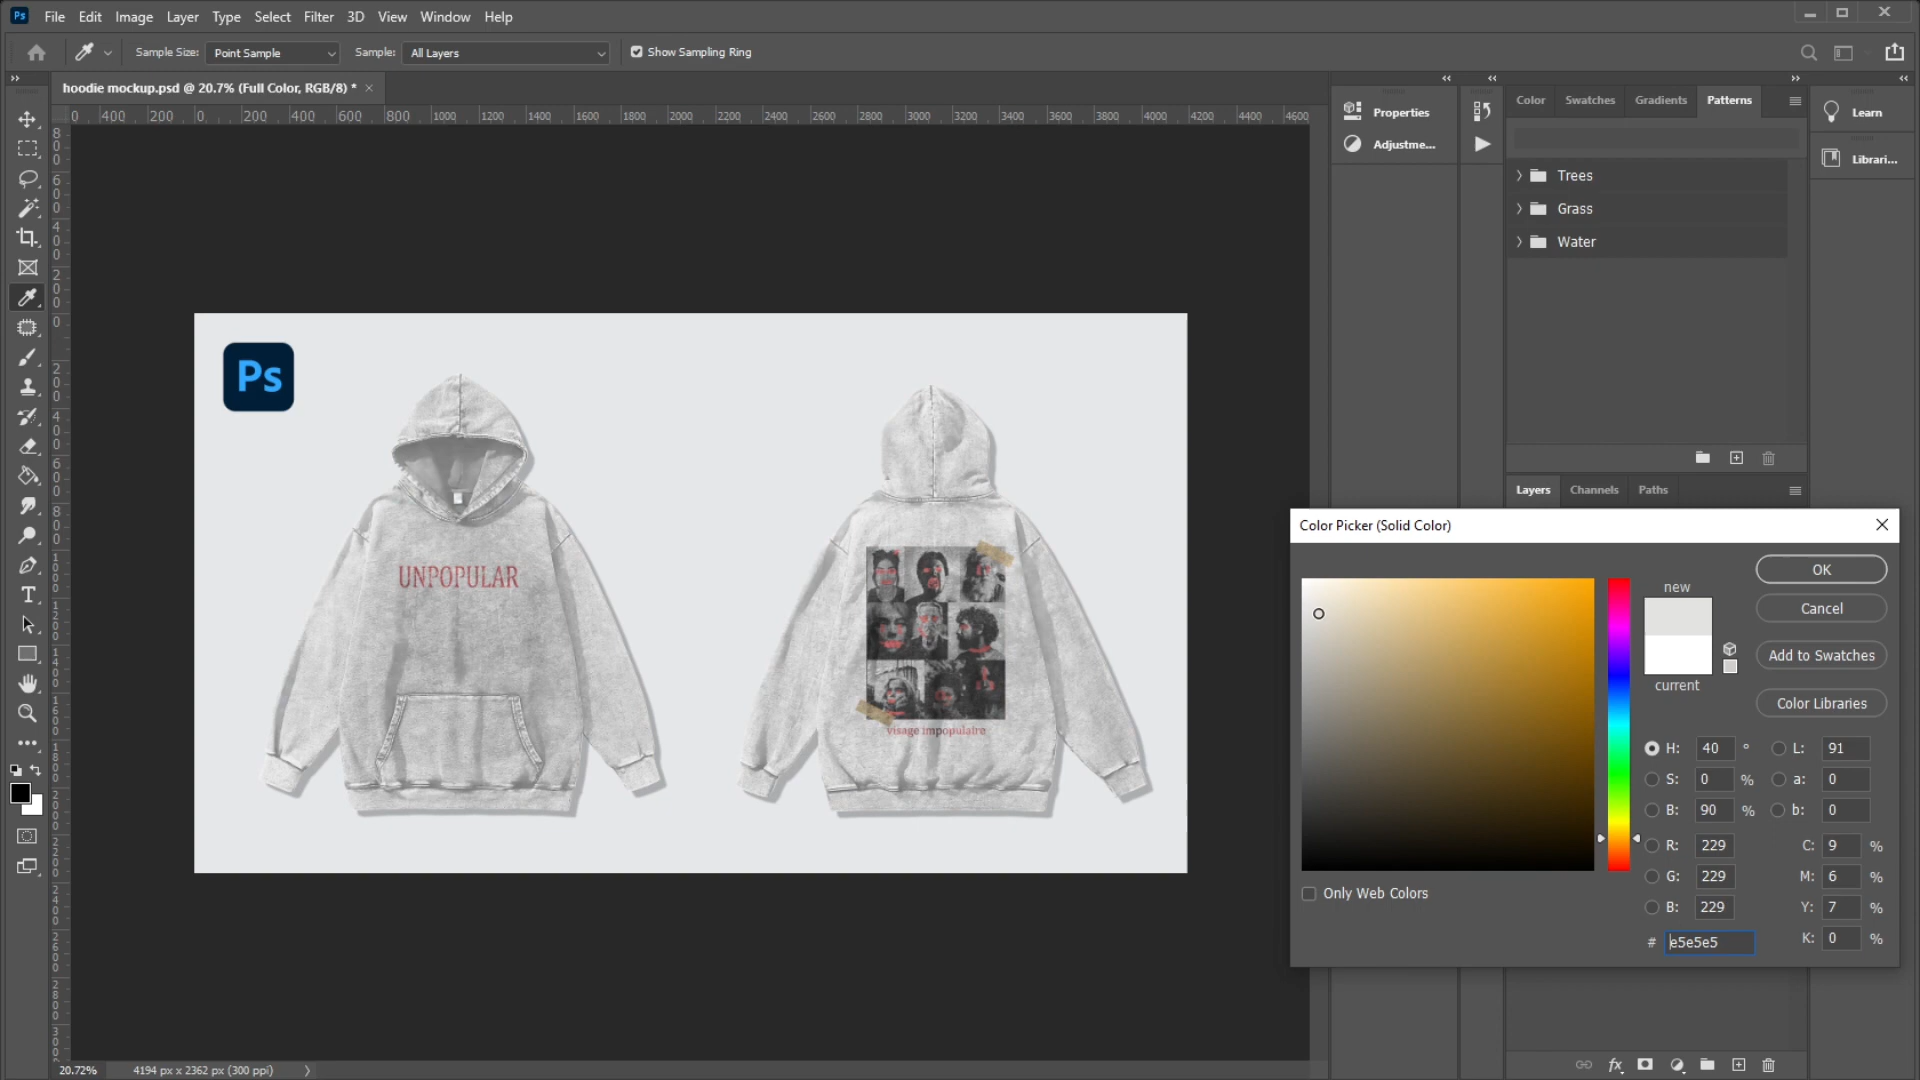 Ps File Edit Image Layer Type Select Filter 3D View Window Help
Sample Size: Point Sample Sample: All Layers Show Sampling Ring
hoodie mockup.psd @ 20.7% (Full Color, RGB/8) * ×
0 400 200 0 200 400 600 800 1000 1200 1400 1600 1800 2000 2200 2400 2600 2800 3000 3200 3400 3600 3800 4000 4200 4400 4600
Properties
Adjustme...
Color Swatches Gradients Patterns
Trees
Grass
Water
Learn
Librari...
Ps
UNPOPULAR
visage impopulaire
Layers Channels Paths
Color Picker (Solid Color)
new
current
OK
Cancel
Add to Swatches
Color Libraries
H: 40 ° L: 91
S: 0 % a: 0
B: 90 % b: 0
R: 229 C: 9 %
G: 229 M: 6 %
B: 229 Y: 7 %
# e5e5e5 K: 0 %
Only Web Colors
20.72% 4194 px x 2362 px (300 ppi)
fx